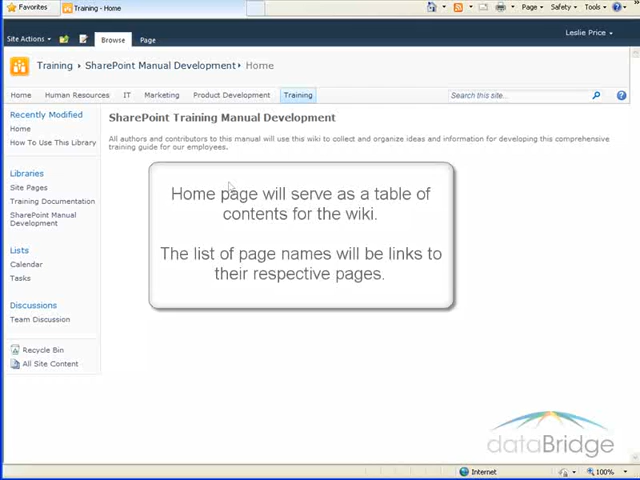 Favorites
Training - Home
Page
Safety
Tools
Site Actions
Browse
Page
Leslie Price
Training
SharePoint Manual Development
Home
Home
Human Resources
IT
Marketing
Product Development
Training
Search this site...
Recently Modified
Home
How To Use This Library
Libraries
Site Pages
Training Documentation
SharePoint Manual
Development
Lists
Calendar
Tasks
Discussions
Team Discussion
Recycle Bin
All Site Content
SharePoint Training Manual Development
All authors and contributors to this manual will use this wiki to collect and organize ideas and information for developing this comprehensive
training guide for our employees.
Home page will serve as a table of
contents for the wiki.
The list of page names will be links to
their respective pages.
dataBridge
Internet
100%